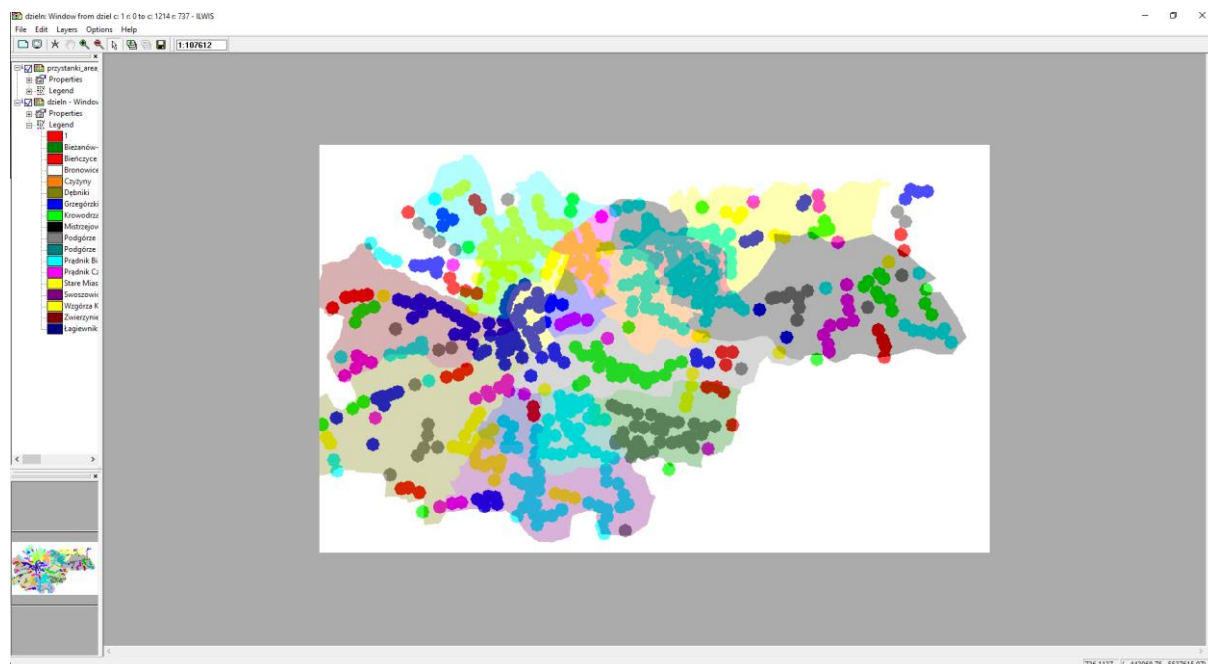 dzieln: Window from dziel c: 1 r: 0 to c: 1214 r: 737 - ILWIS
File Edit Layers Options Help
1:107612
przystanki_area
Properties
Legend
dzieln - Window
Properties
Legend
1
Bieżanów-
Bieńczyce
Bronowice
Czyżyny
Dębniki
Grzegórzki
Krowodrza
Mistrzejow
Podgórze
Podgórze
Prądnik Bi
Prądnik Cz
Stare Mias
Swoszowic
Wzgórza K
Zwierzynie
Łagiewnik